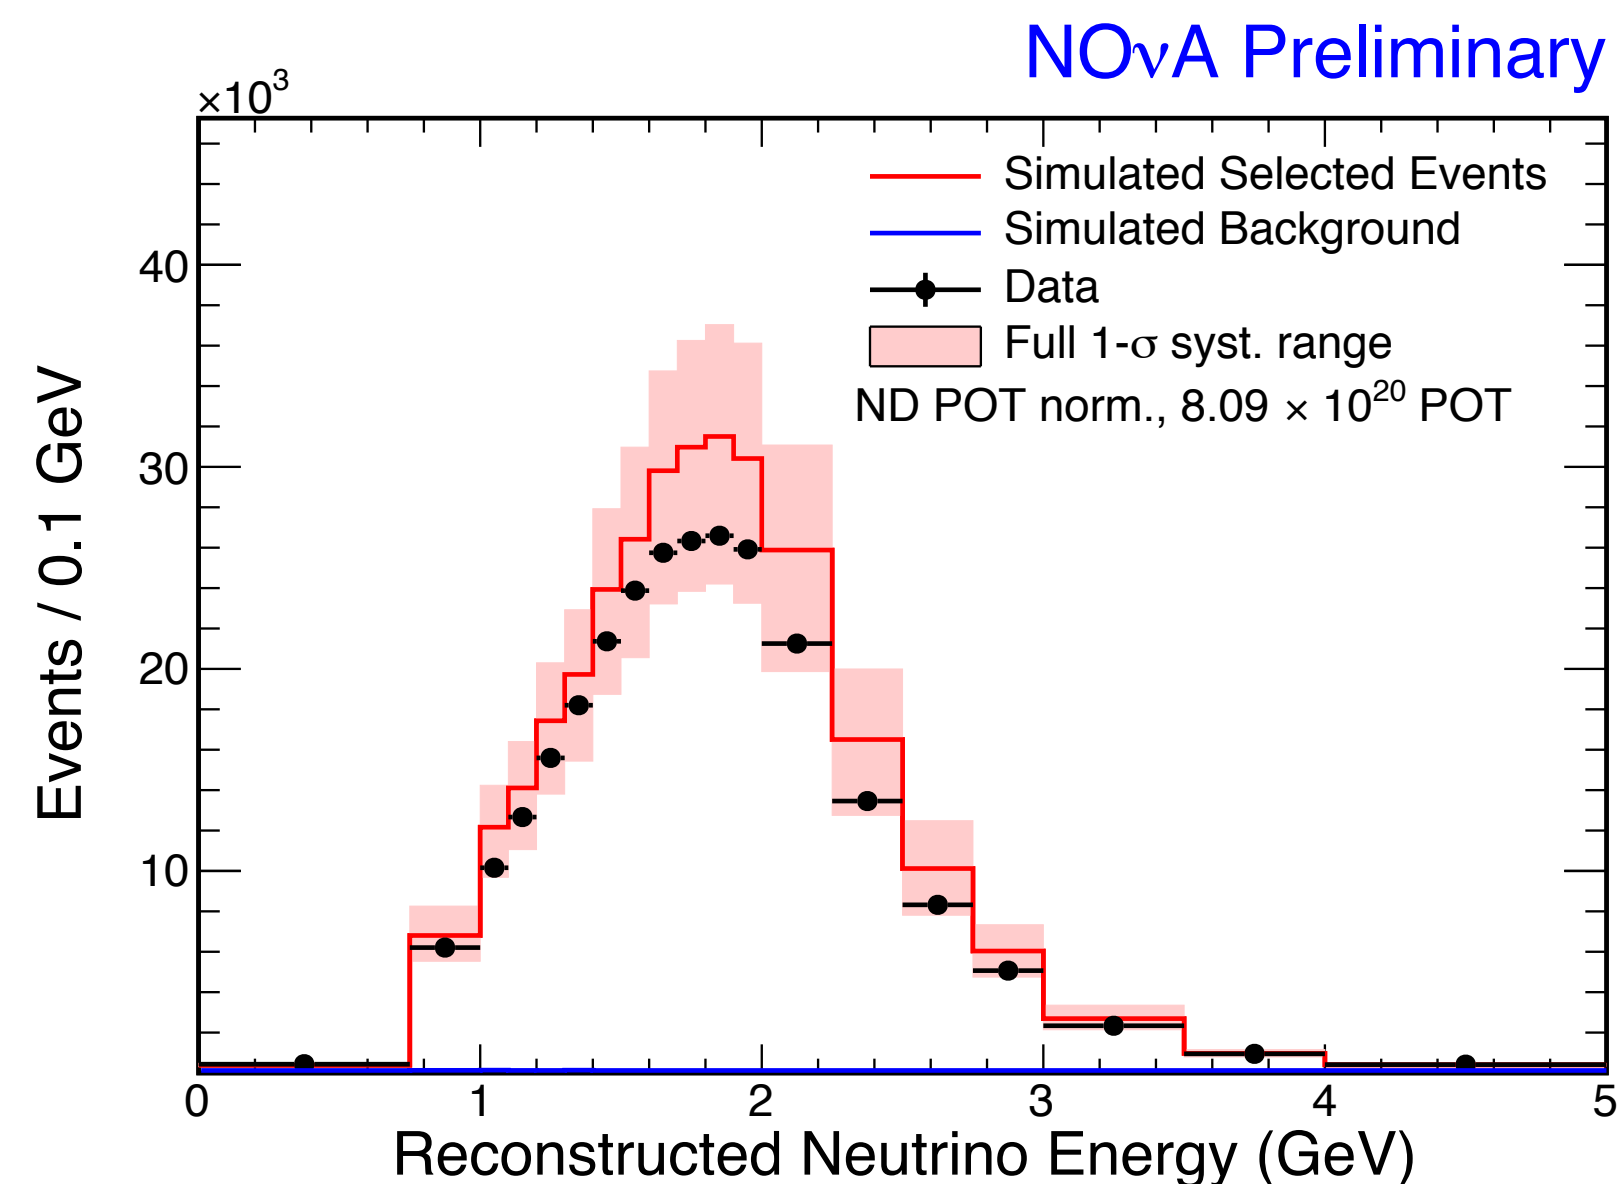 NOνA Preliminary
×10³
Simulated Selected Events
Simulated Background
Data
Full 1-σ syst. range
ND POT norm., 8.09 × 10²⁰ POT
40
30
20
10
Events / 0.1 GeV
0 1 2 3 4 5
Reconstructed Neutrino Energy (GeV)